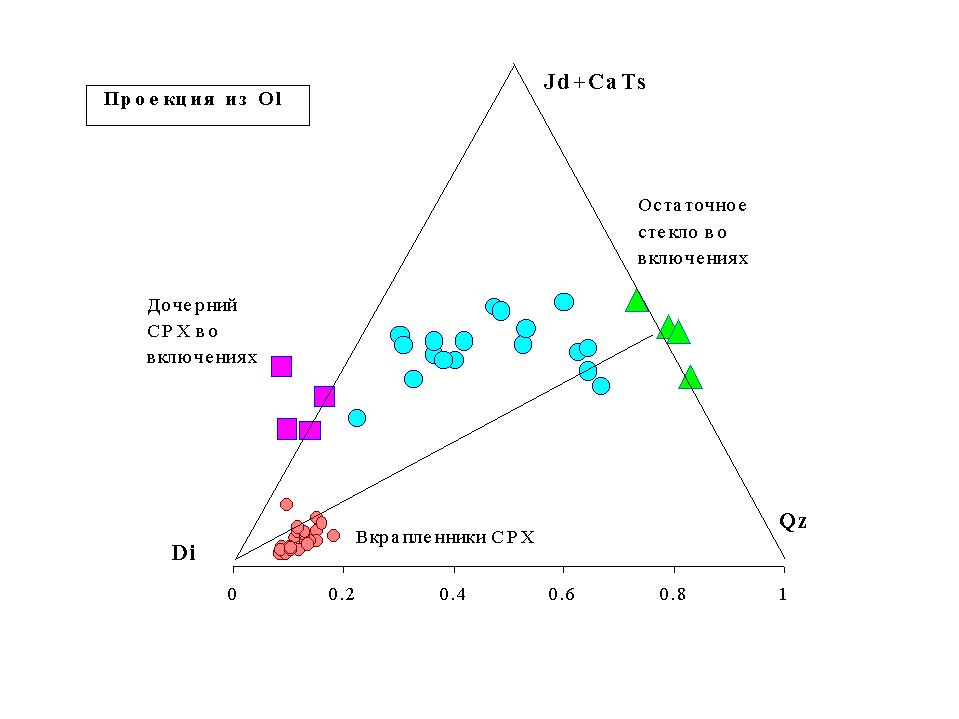 Jd+CaTs
Проекция из Ol
Остаточное
стекло во
включениях
Дочерний
CPX во
включениях
Qz
Вкрапленники CPX
Di
0 0.2 0.4 0.6 0.8 1